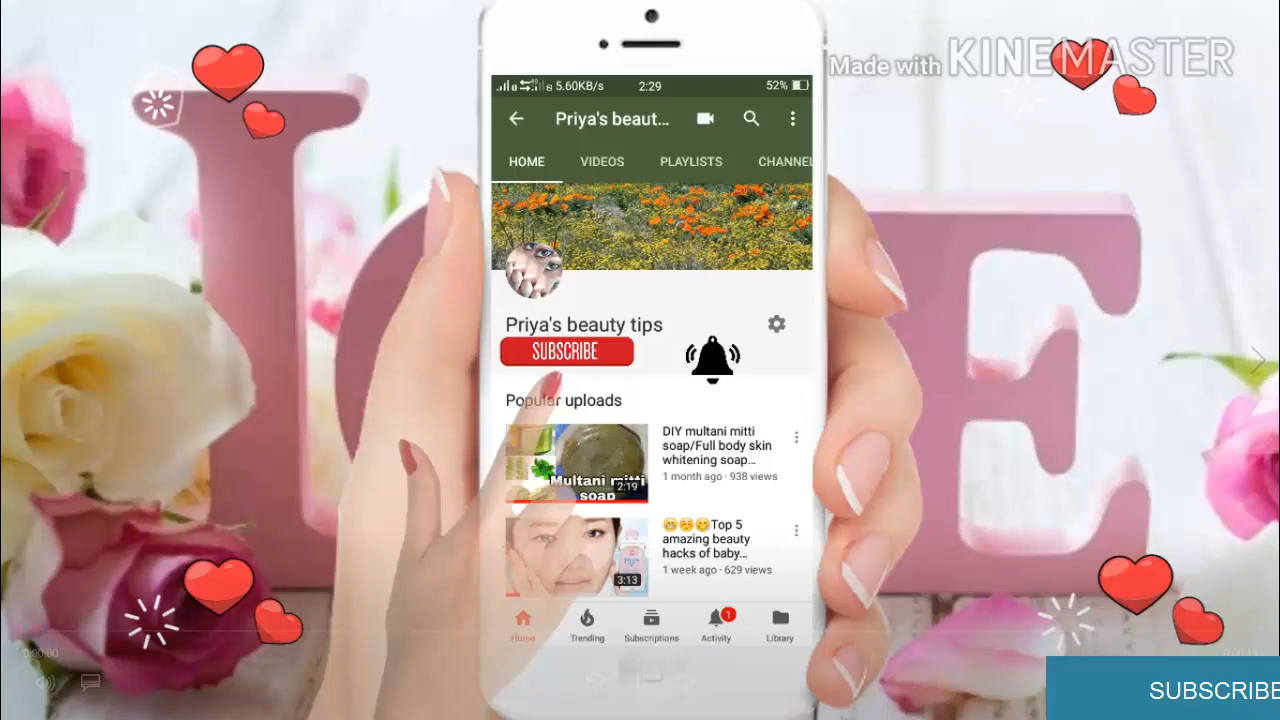 Made with KINEMASTER
5.60KB/s 2:29 52%
Priya's beaut...
HOME VIDEOS PLAYLISTS CHANNEL
Priya's beauty tips
SUBSCRIBE
Popular uploads
DIY multani mitti
soap/Full body skin
whitening soap...
1 month ago · 938 views
Multani mitti
soap
2:19
😁☺️😋Top 5
amazing beauty
hacks of baby...
1 week ago · 629 views
3:13
1
Home Trending Subscriptions Activity Library
0:00:00
SUBSCRIBE